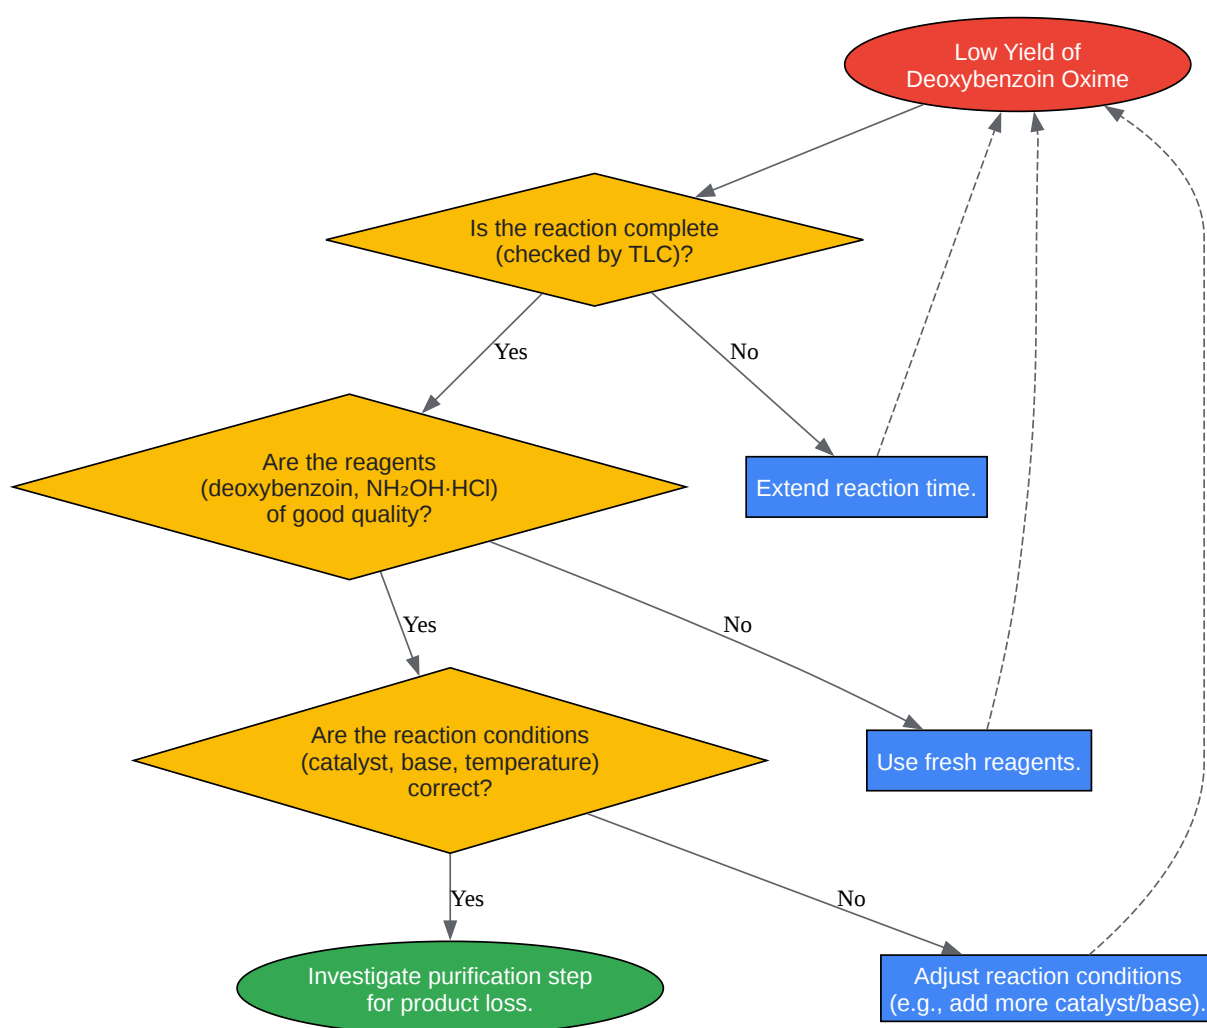 Low Yield of
Deoxybenzoin Oxime
Is the reaction complete
(checked by TLC)?
Yes
No
Are the reagents
(deoxybenzoin, NH₂OH·HCl)
of good quality?
Extend reaction time.
Yes
No
Are the reaction conditions
(catalyst, base, temperature)
correct?
Use fresh reagents.
Yes
No
Investigate purification step
for product loss.
Adjust reaction conditions
(e.g., add more catalyst/base).